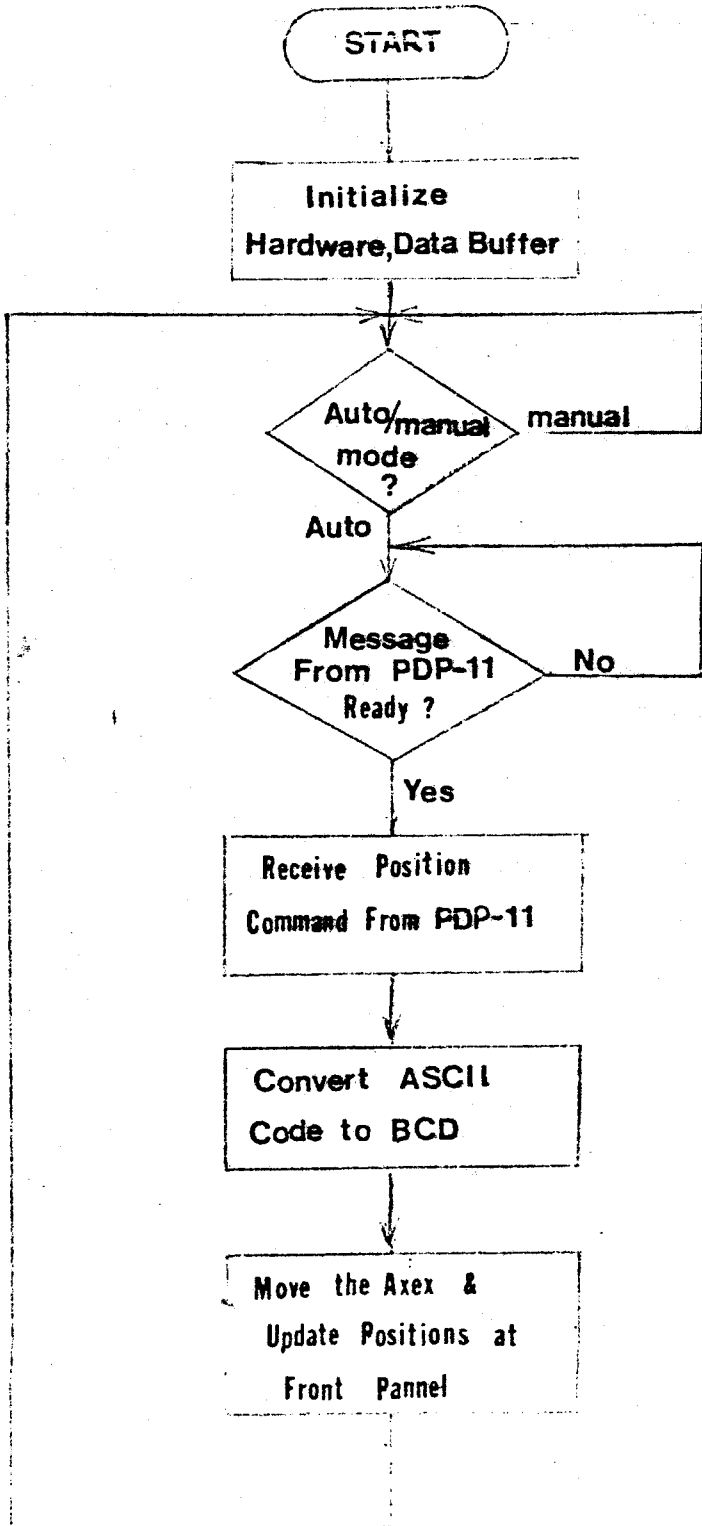 START
Initialize
Hardware,Data Buffer
Auto/manual
mode
?
manual
Auto
Message
From PDP-11
Ready ?
No
Yes
Receive Position
Command From PDP-11
Convert ASCII
Code to BCD
Move the Axex &
Update Positions at
Front Pannel